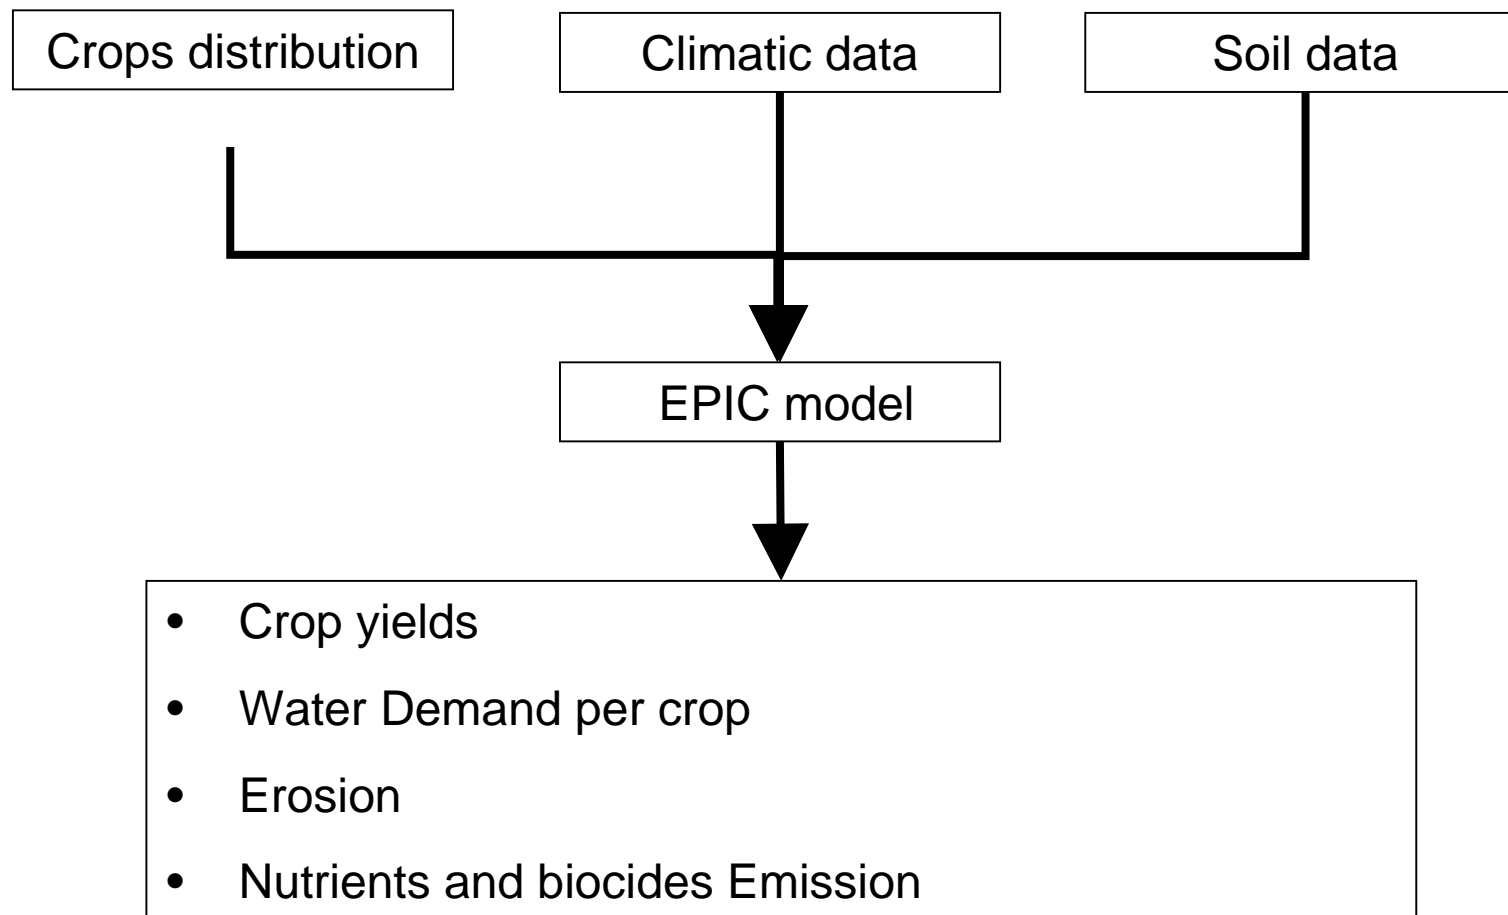 Crops distribution
Climatic data
Soil data
EPIC model
• Crop yields
• Water Demand per crop
• Erosion
• Nutrients and biocides Emission